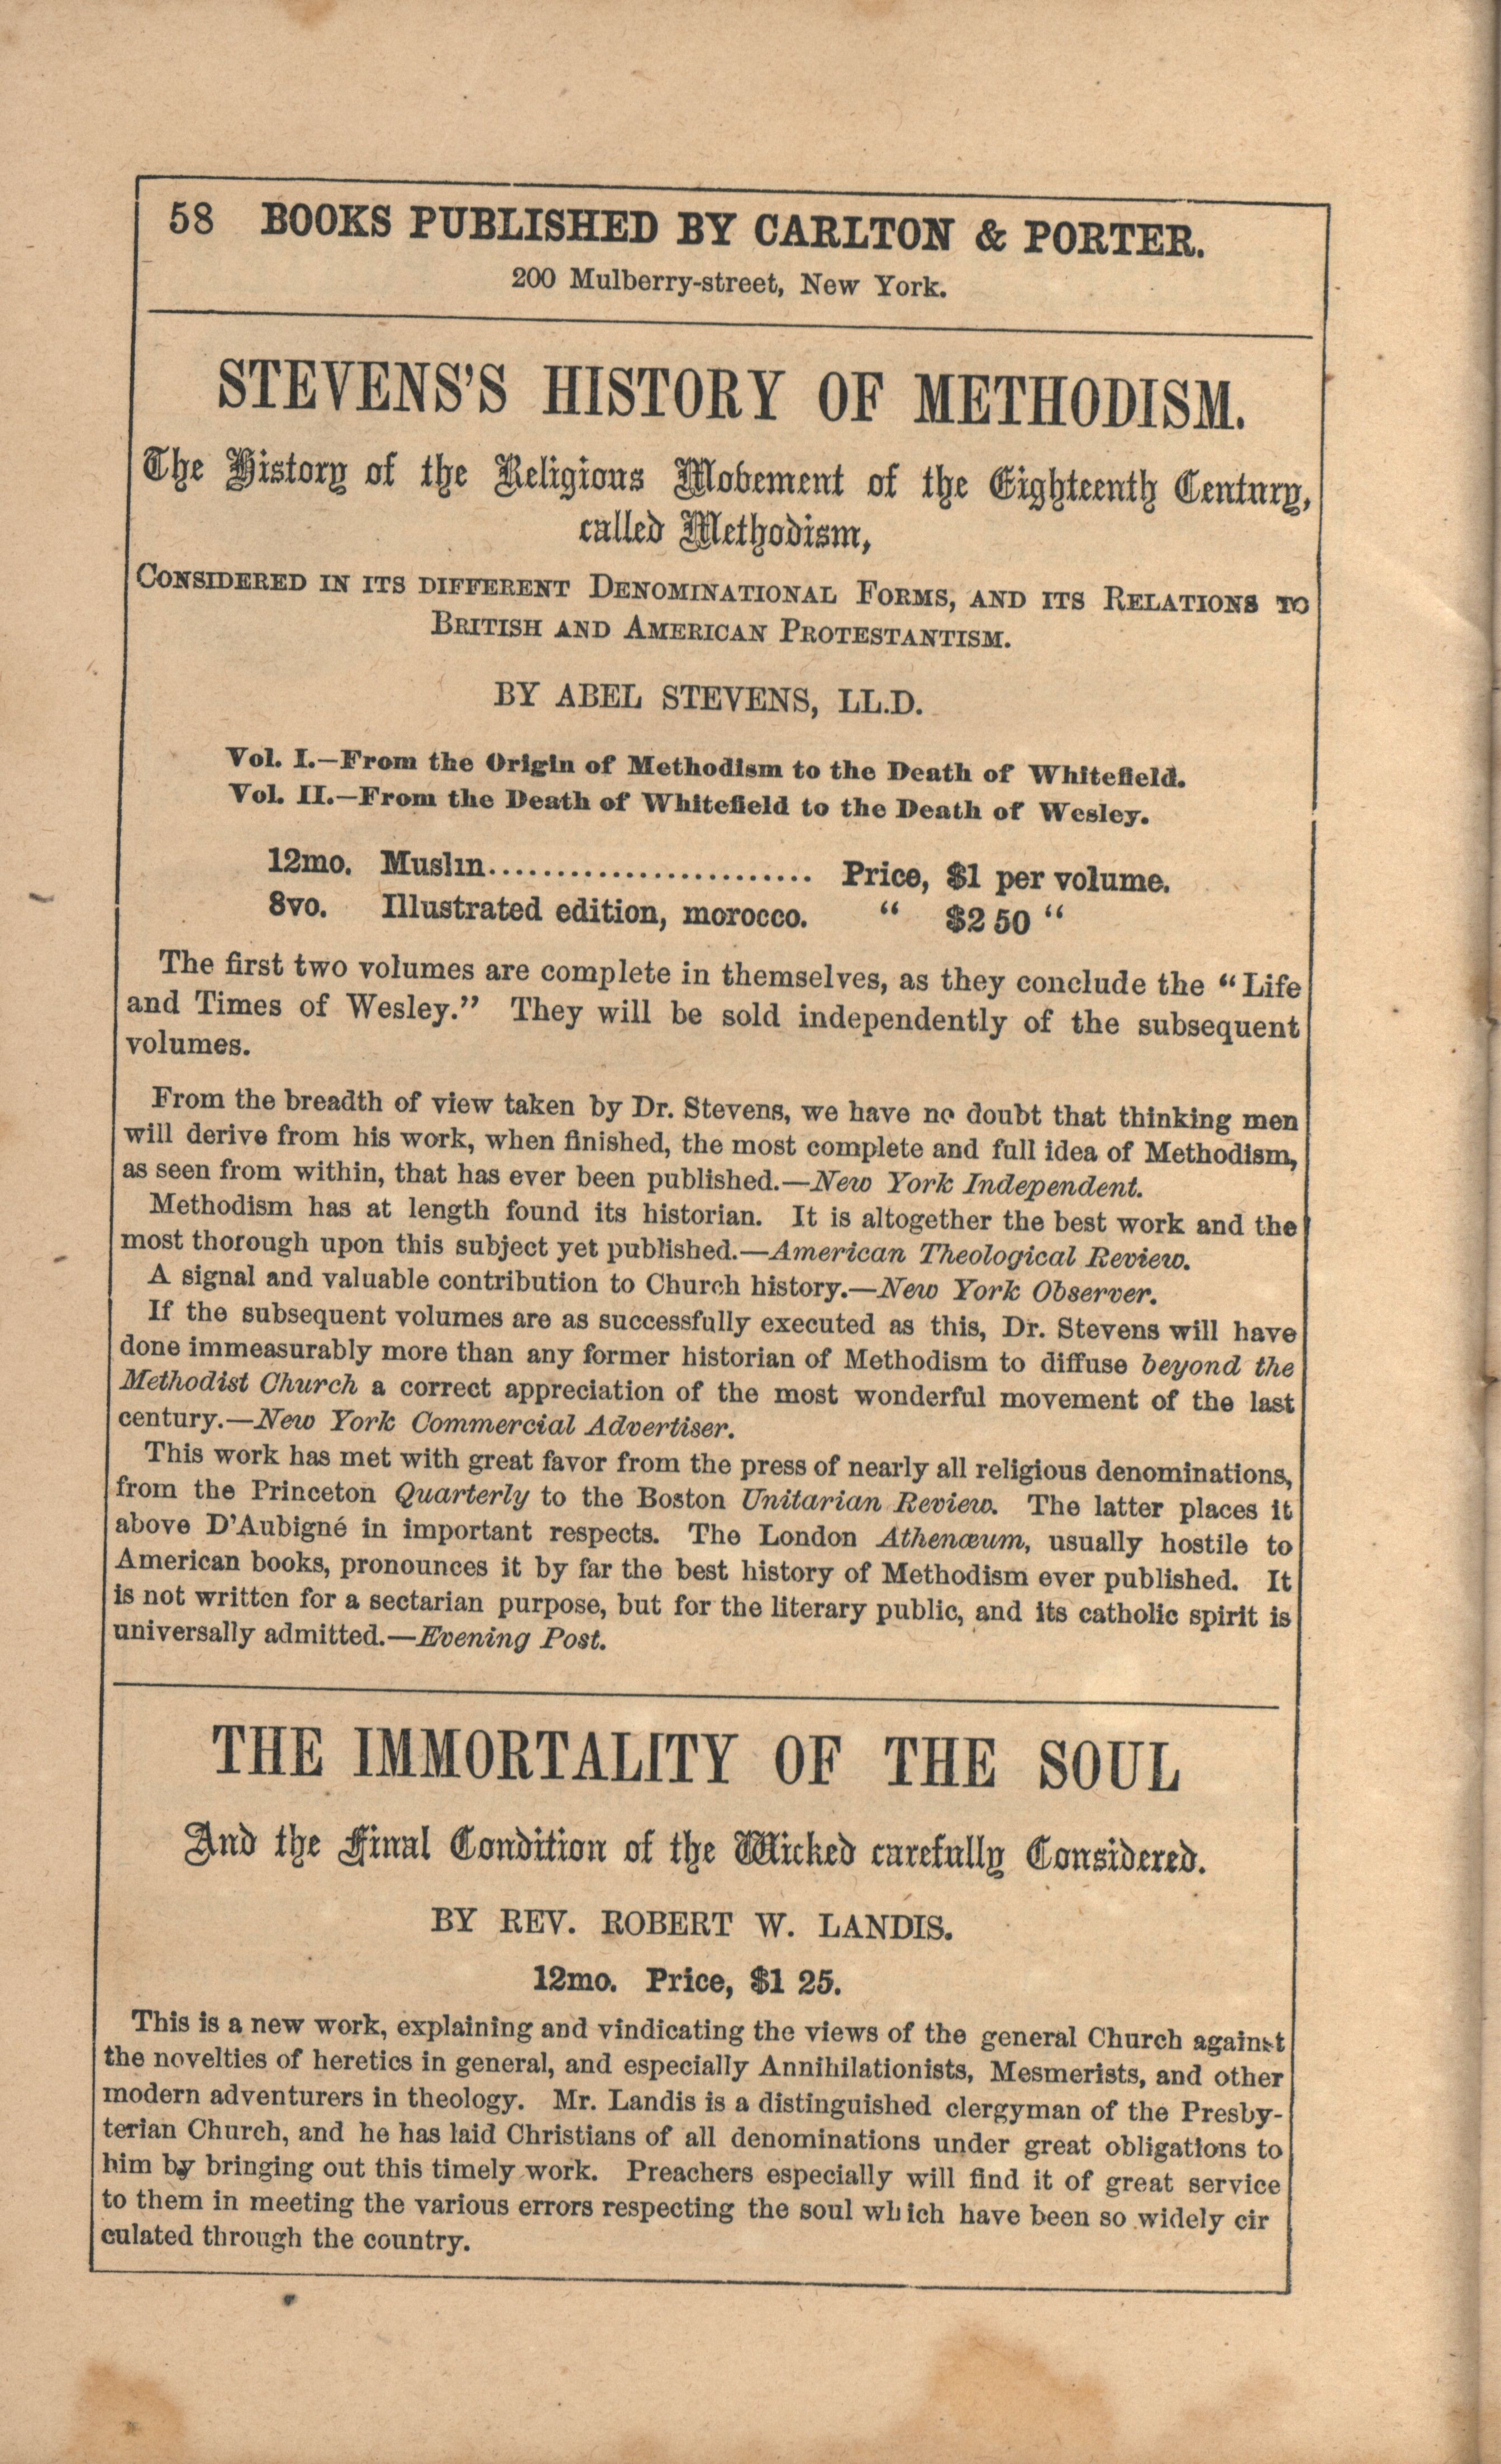 58 BOOKS PUBLISHED BY CARLTON & PORTER.
200 Mulberry-street, New York.
STEVENS'S HISTORY OF METHODISM.
The History of the Religious Movement of the Eighteenth Century,
called Methodism,
CONSIDERED IN ITS DIFFERENT DENOMINATIONAL FORMS, AND ITS RELATIONS TO
BRITISH AND AMERICAN PROTESTANTISM.
BY ABEL STEVENS, LL.D.
Vol. I.—From the Origin of Methodism to the Death of Whitefield.
Vol. II.—From the Death of Whitefield to the Death of Wesley.
12mo. Muslin........................ Price, $1 per volume.
8vo. Illustrated edition, morocco. " $2 50 "
The first two volumes are complete in themselves, as they conclude the "Life
and Times of Wesley." They will be sold independently of the subsequent
volumes.
From the breadth of view taken by Dr. Stevens, we have no doubt that thinking men
will derive from his work, when finished, the most complete and full idea of Methodism,
as seen from within, that has ever been published.—New York Independent.
Methodism has at length found its historian. It is altogether the best work and the
most thorough upon this subject yet published.—American Theological Review.
A signal and valuable contribution to Church history.—New York Observer.
If the subsequent volumes are as successfully executed as this, Dr. Stevens will have
done immeasurably more than any former historian of Methodism to diffuse beyond the
Methodist Church a correct appreciation of the most wonderful movement of the last
century.—New York Commercial Advertiser.
This work has met with great favor from the press of nearly all religious denominations,
from the Princeton Quarterly to the Boston Unitarian Review. The latter places it
above D'Aubigné in important respects. The London Athenæum, usually hostile to
American books, pronounces it by far the best history of Methodism ever published. It
is not written for a sectarian purpose, but for the literary public, and its catholic spirit is
universally admitted.—Evening Post.
THE IMMORTALITY OF THE SOUL
And the Final Condition of the Wicked carefully Considered.
BY REV. ROBERT W. LANDIS.
12mo. Price, $1 25.
This is a new work, explaining and vindicating the views of the general Church against
the novelties of heretics in general, and especially Annihilationists, Mesmerists, and other
modern adventurers in theology. Mr. Landis is a distinguished clergyman of the Presby-
terian Church, and he has laid Christians of all denominations under great obligations to
him by bringing out this timely work. Preachers especially will find it of great service
to them in meeting the various errors respecting the soul which have been so widely cir
culated through the country.